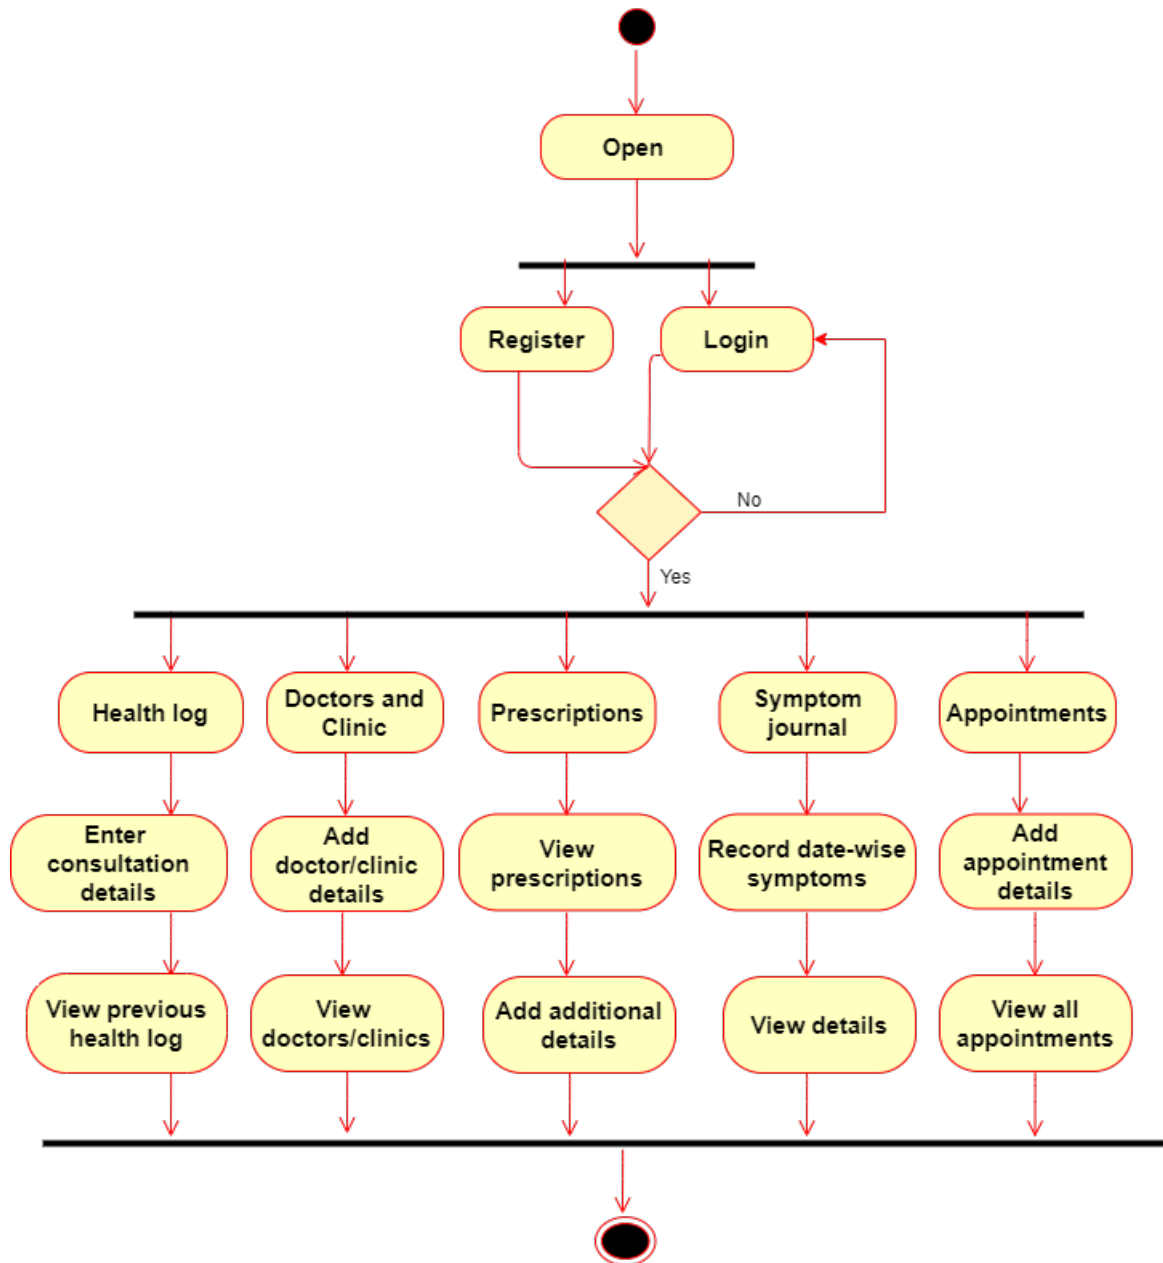 Open
Register
Login
No
Yes
Health log
Doctors and
Clinic
Prescriptions
Symptom
journal
Appointments
Enter
consultation
details
Add
doctor/clinic
details
View
prescriptions
Record date-wise
symptoms
Add
appointment
details
View previous
health log
View
doctors/clinics
Add additional
details
View details
View all
appointments